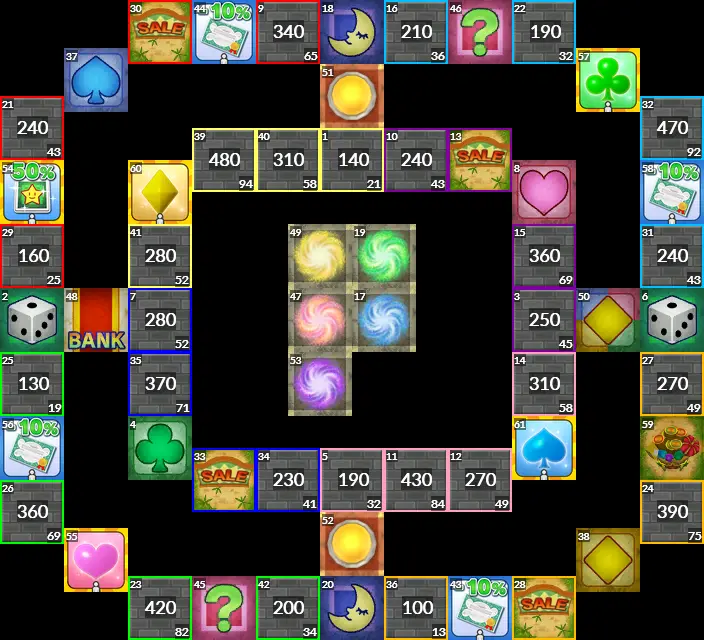 30 SALE 44 10% 9 340 65 18 16 210 36 46 ? 22 190 32
37 51 57
21 240 43 32 470 92
39 480 94 40 310 58 1 140 21 10 240 43 13 SALE
54 50% 60 8 58 10%
29 160 25 41 280 52 49 19 15 360 69 31 240 43
2 48 BANK 7 280 52 47 17 3 250 45 50 6
25 130 19 35 370 71 53 14 310 58 27 270 49
56 10% 4 61 59
33 SALE 34 230 41 5 190 32 11 430 84 12 270 49
26 360 69 24 390 75
52
55 38
23 420 82 45 ? 42 200 34 20 36 100 13 43 10% 28 SALE